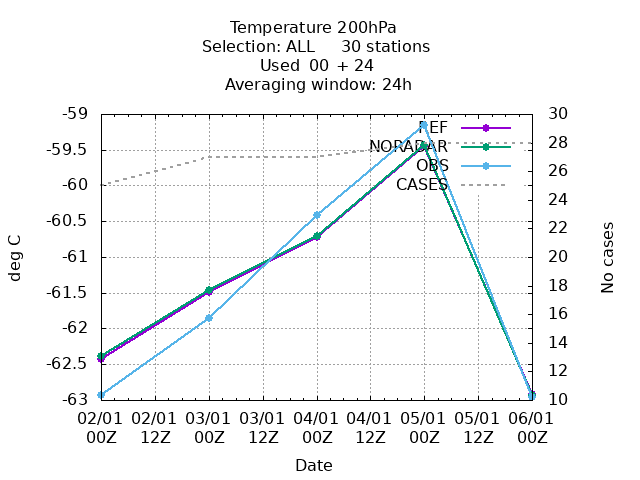 Temperature 200hPa
Selection: ALL 30 stations
Used 00 + 24
Averaging window: 24h
-59
-59.5
-60
-60.5
-61
-61.5
-62
-62.5
-63
deg C
30
28
26
24
22
20
18
16
14
12
10
No cases
REF
NORADAR
OBS
CASES
02/01 02/01 03/01 03/01 04/01 04/01 05/01 05/01 06/01
00Z 12Z 00Z 12Z 00Z 12Z 00Z 12Z 00Z
Date